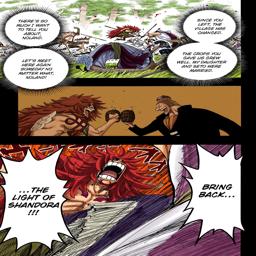 THERE'S SO
MUCH I WANT
TO TELL YOU
ABOUT,
NOLAND.
LET'S MEET
HERE AGAIN
SOMEDAY NO
MATTER WHAT,
NOLAND!
SINCE YOU
LEFT, THE
VILLAGE HAS
CHANGED.
THE CROPS YOU
GAVE US GREW
WELL. MY DAUGHTER
AND SETO WERE
MARRIED.
BRING
BACK...
...THE
LIGHT OF
SHANDORA
!!!